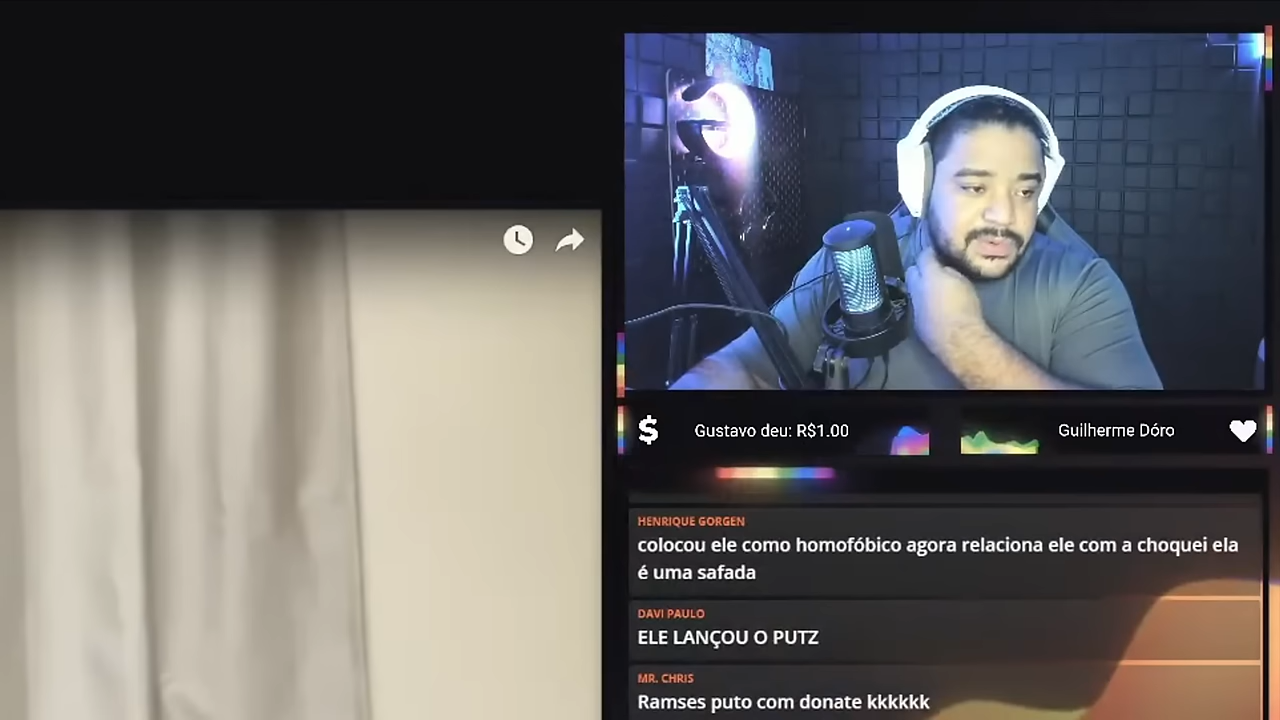 $ Gustavo deu: R$1.00 Guilherme Dóro
HENRIQUE GORGEN
colocou ele como homofóbico agora relaciona ele com a choquei ela
é uma safada
DAVI PAULO
ELE LANÇOU O PUTZ
MR. CHRIS
Ramses puto com donate kkkkkk